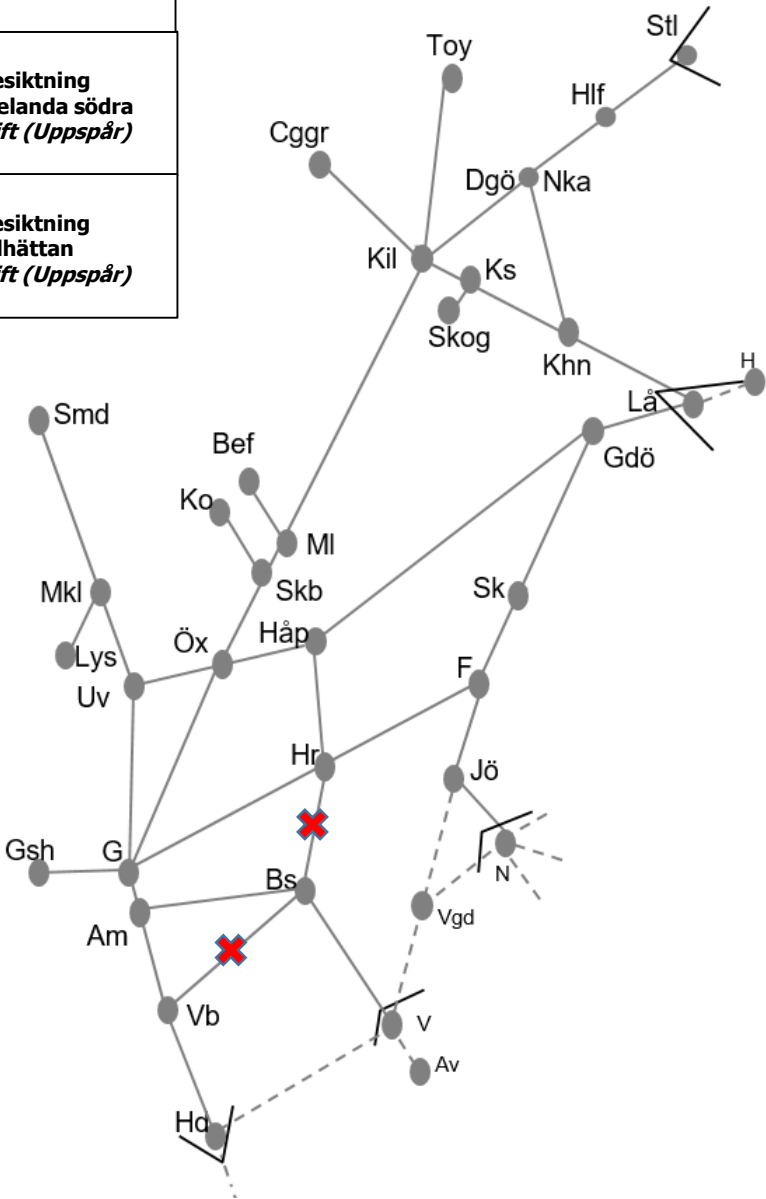 esiktning
elanda södra
ift (Uppspår)
esiktning
lhättan
ift (Uppspår)
Stl
Toy
Hlf
Cggr
Dgö
Nka
Kil
Ks
Skog
Khn
H
Lå
Gdö
Smd
Bef
Ko
Ml
Skb
Mkl
Sk
Håp
Öx
Lys
Uv
F
Hr
Jö
Gsh
G
Bs
N
Vgd
Am
Vb
V
Av
Hd